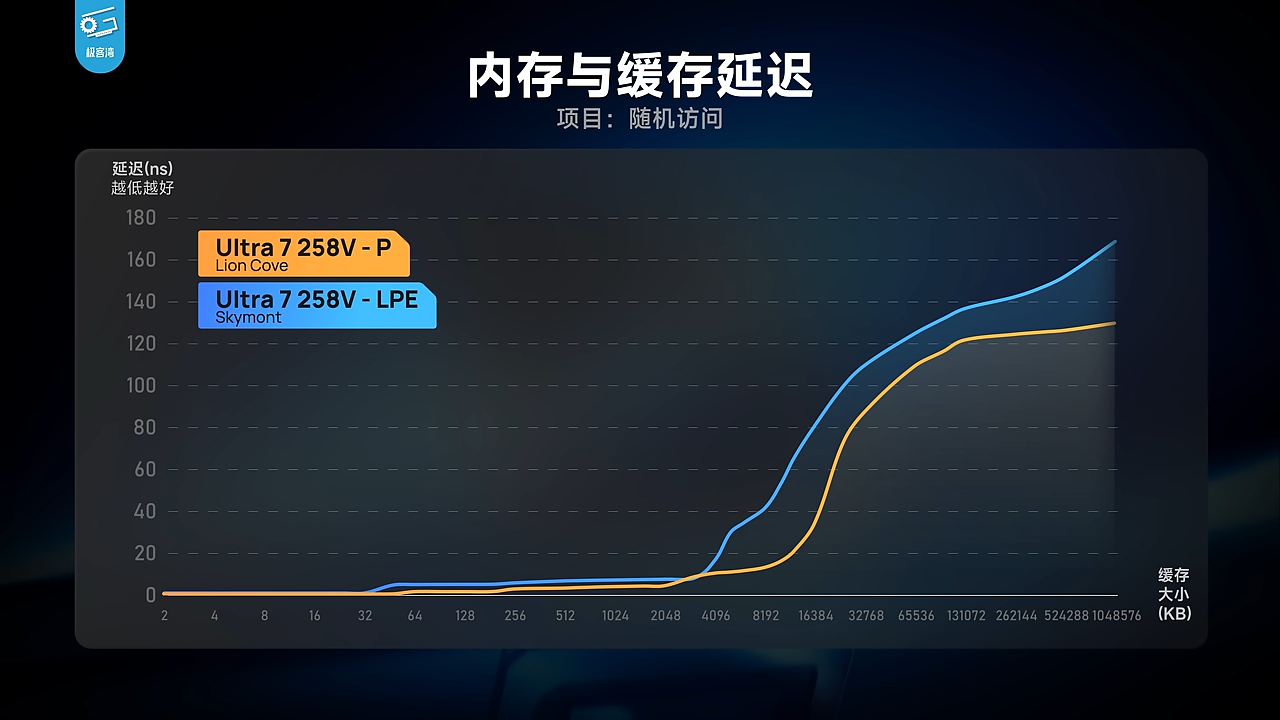 极客湾
内存与缓存延迟
项目：随机访问
延迟(ns)
越低越好
180
160
140
120
100
80
60
40
20
0
Ultra 7 258V - P
Lion Cove
Ultra 7 258V - LPE
Skymont
2 4 8 16 32 64 128 256 512 1024 2048 4096 8192 16384 32768 65536 131072 262144 524288 1048576
缓存
大小
(KB)